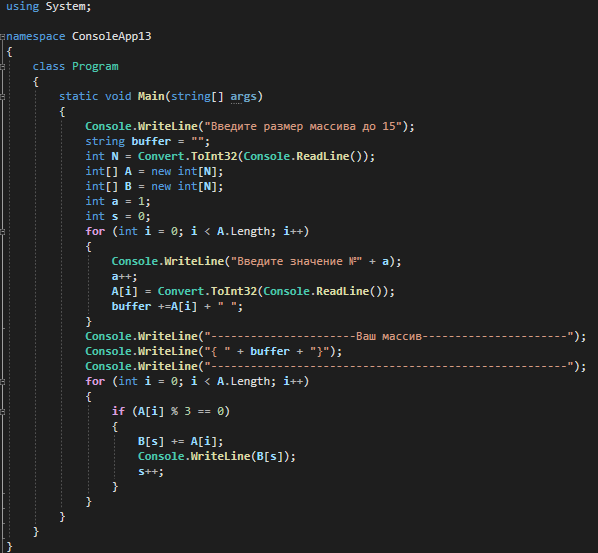 using System;
namespace ConsoleApp13
{
class Program
{
static void Main(string[] args)
{
Console.WriteLine("Введите размер массива до 15");
string buffer = "";
int N = Convert.ToInt32(Console.ReadLine());
int[] A = new int[N];
int[] B = new int[N];
int a = 1;
int s = 0;
for (int i = 0; i < A.Length; i++)
{
Console.WriteLine("Введите значение №" + a);
a++;
A[i] = Convert.ToInt32(Console.ReadLine());
buffer +=A[i] + " ";
}
Console.WriteLine("----------------------Ваш массив----------------------");
Console.WriteLine("{ " + buffer + "}");
Console.WriteLine("------------------------------------------------------");
for (int i = 0; i < A.Length; i++)
{
if (A[i] % 3 == 0)
{
B[s] += A[i];
Console.WriteLine(B[s]);
s++;
}
}
}
}
}